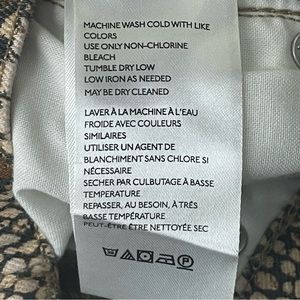 MACHINE WASH COLD WITH LIKE
COLORS
USE ONLY NON-CHLORINE
BLEACH
TUMBLE DRY LOW
LOW IRON AS NEEDED
MAY BE DRY CLEANED
LAVER À LA MACHINE À L'EAU
FROIDE AVEC COULEURS
SIMILAIRES
UTILISER UN AGENT DE
BLANCHIMENT SANS CHLORE SI
NÉCESSAIRE
SECHER PAR CULBUTAGE À BASSE
TEMPERATURE
REPASSER, AU BESOIN, À TRÈS
BASSE TEMPÉRATURE
PEUT-ÊTRE ÊTRE NETTOYÉE SEC
P